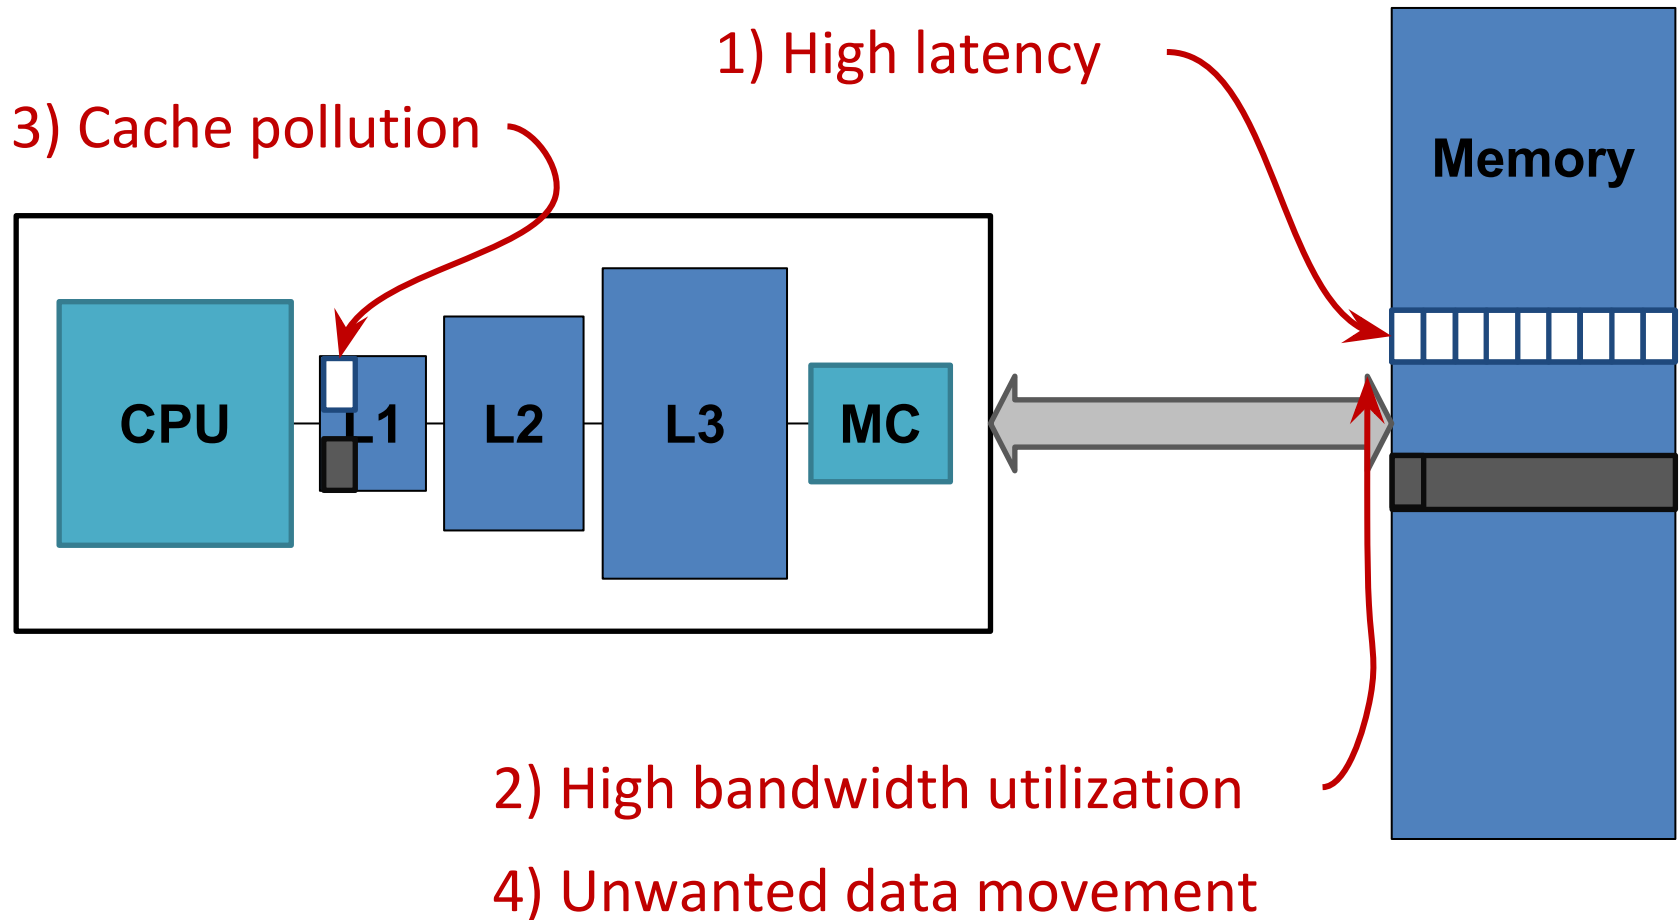 1) High latency
3) Cache pollution
Memory
CPU
L1
L2
L3
MC
2) High bandwidth utilization
4) Unwanted data movement